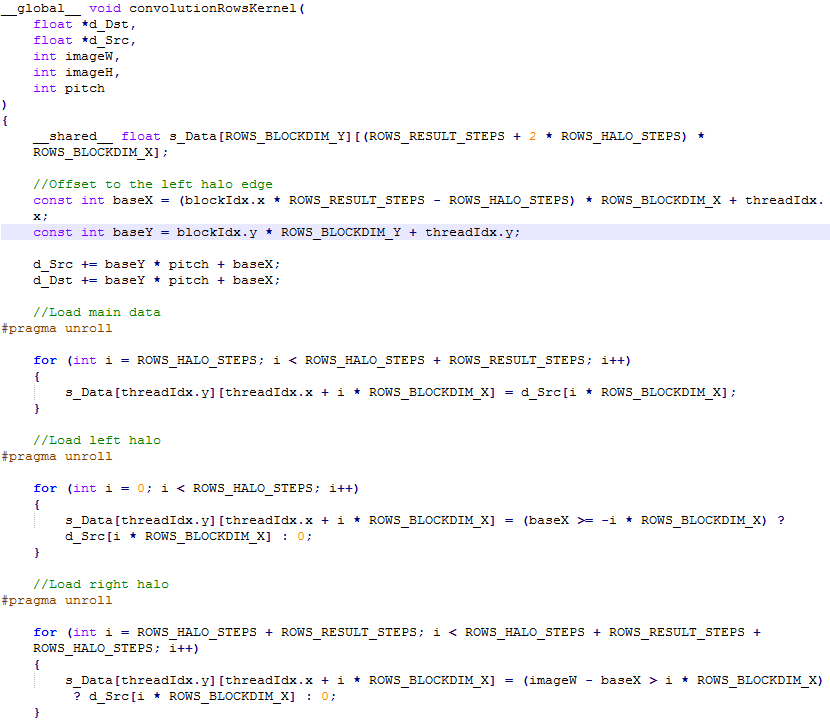 __global__ void convolutionRowsKernel(
    float *d_Dst,
    float *d_Src,
    int imageW,
    int imageH,
    int pitch
)
{
    __shared__ float s_Data[ROWS_BLOCKDIM_Y][(ROWS_RESULT_STEPS + 2 * ROWS_HALO_STEPS) *
    ROWS_BLOCKDIM_X];

    //Offset to the left halo edge
    const int baseX = (blockIdx.x * ROWS_RESULT_STEPS - ROWS_HALO_STEPS) * ROWS_BLOCKDIM_X + threadIdx.
    x;
    const int baseY = blockIdx.y * ROWS_BLOCKDIM_Y + threadIdx.y;

    d_Src += baseY * pitch + baseX;
    d_Dst += baseY * pitch + baseX;

    //Load main data
#pragma unroll

    for (int i = ROWS_HALO_STEPS; i < ROWS_HALO_STEPS + ROWS_RESULT_STEPS; i++)
    {
        s_Data[threadIdx.y][threadIdx.x + i * ROWS_BLOCKDIM_X] = d_Src[i * ROWS_BLOCKDIM_X];
    }

    //Load left halo
#pragma unroll

    for (int i = 0; i < ROWS_HALO_STEPS; i++)
    {
        s_Data[threadIdx.y][threadIdx.x + i * ROWS_BLOCKDIM_X] = (baseX >= -i * ROWS_BLOCKDIM_X) ?
        d_Src[i * ROWS_BLOCKDIM_X] : 0;
    }

    //Load right halo
#pragma unroll

    for (int i = ROWS_HALO_STEPS + ROWS_RESULT_STEPS; i < ROWS_HALO_STEPS + ROWS_RESULT_STEPS +
    ROWS_HALO_STEPS; i++)
    {
        s_Data[threadIdx.y][threadIdx.x + i * ROWS_BLOCKDIM_X] = (imageW - baseX > i * ROWS_BLOCKDIM_X)
         ? d_Src[i * ROWS_BLOCKDIM_X] : 0;
    }